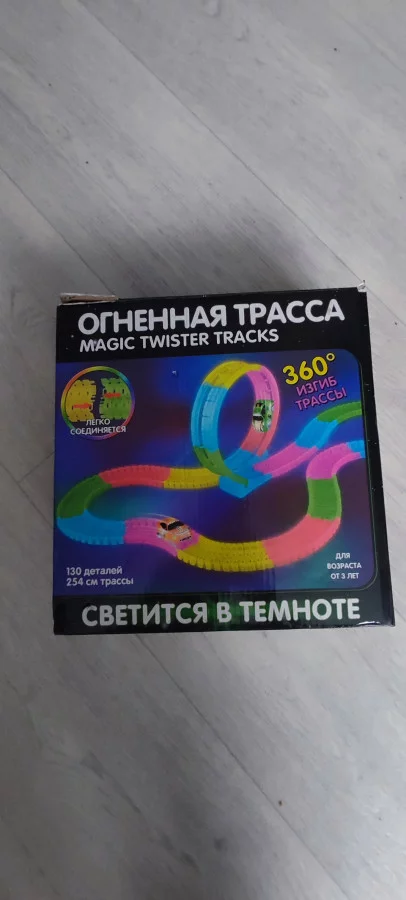 ОГНЕННАЯ ТРАССА
MAGIC TWISTER TRACKS
360°
ИЗГИБ
ТРАССЫ
ЛЕГКО
СОЕДИНЯЕТСЯ
130 деталей
254 см трассы
ДЛЯ
ВОЗРАСТА
ОТ 3 ЛЕТ
СВЕТИТСЯ В ТЕМНОТЕ